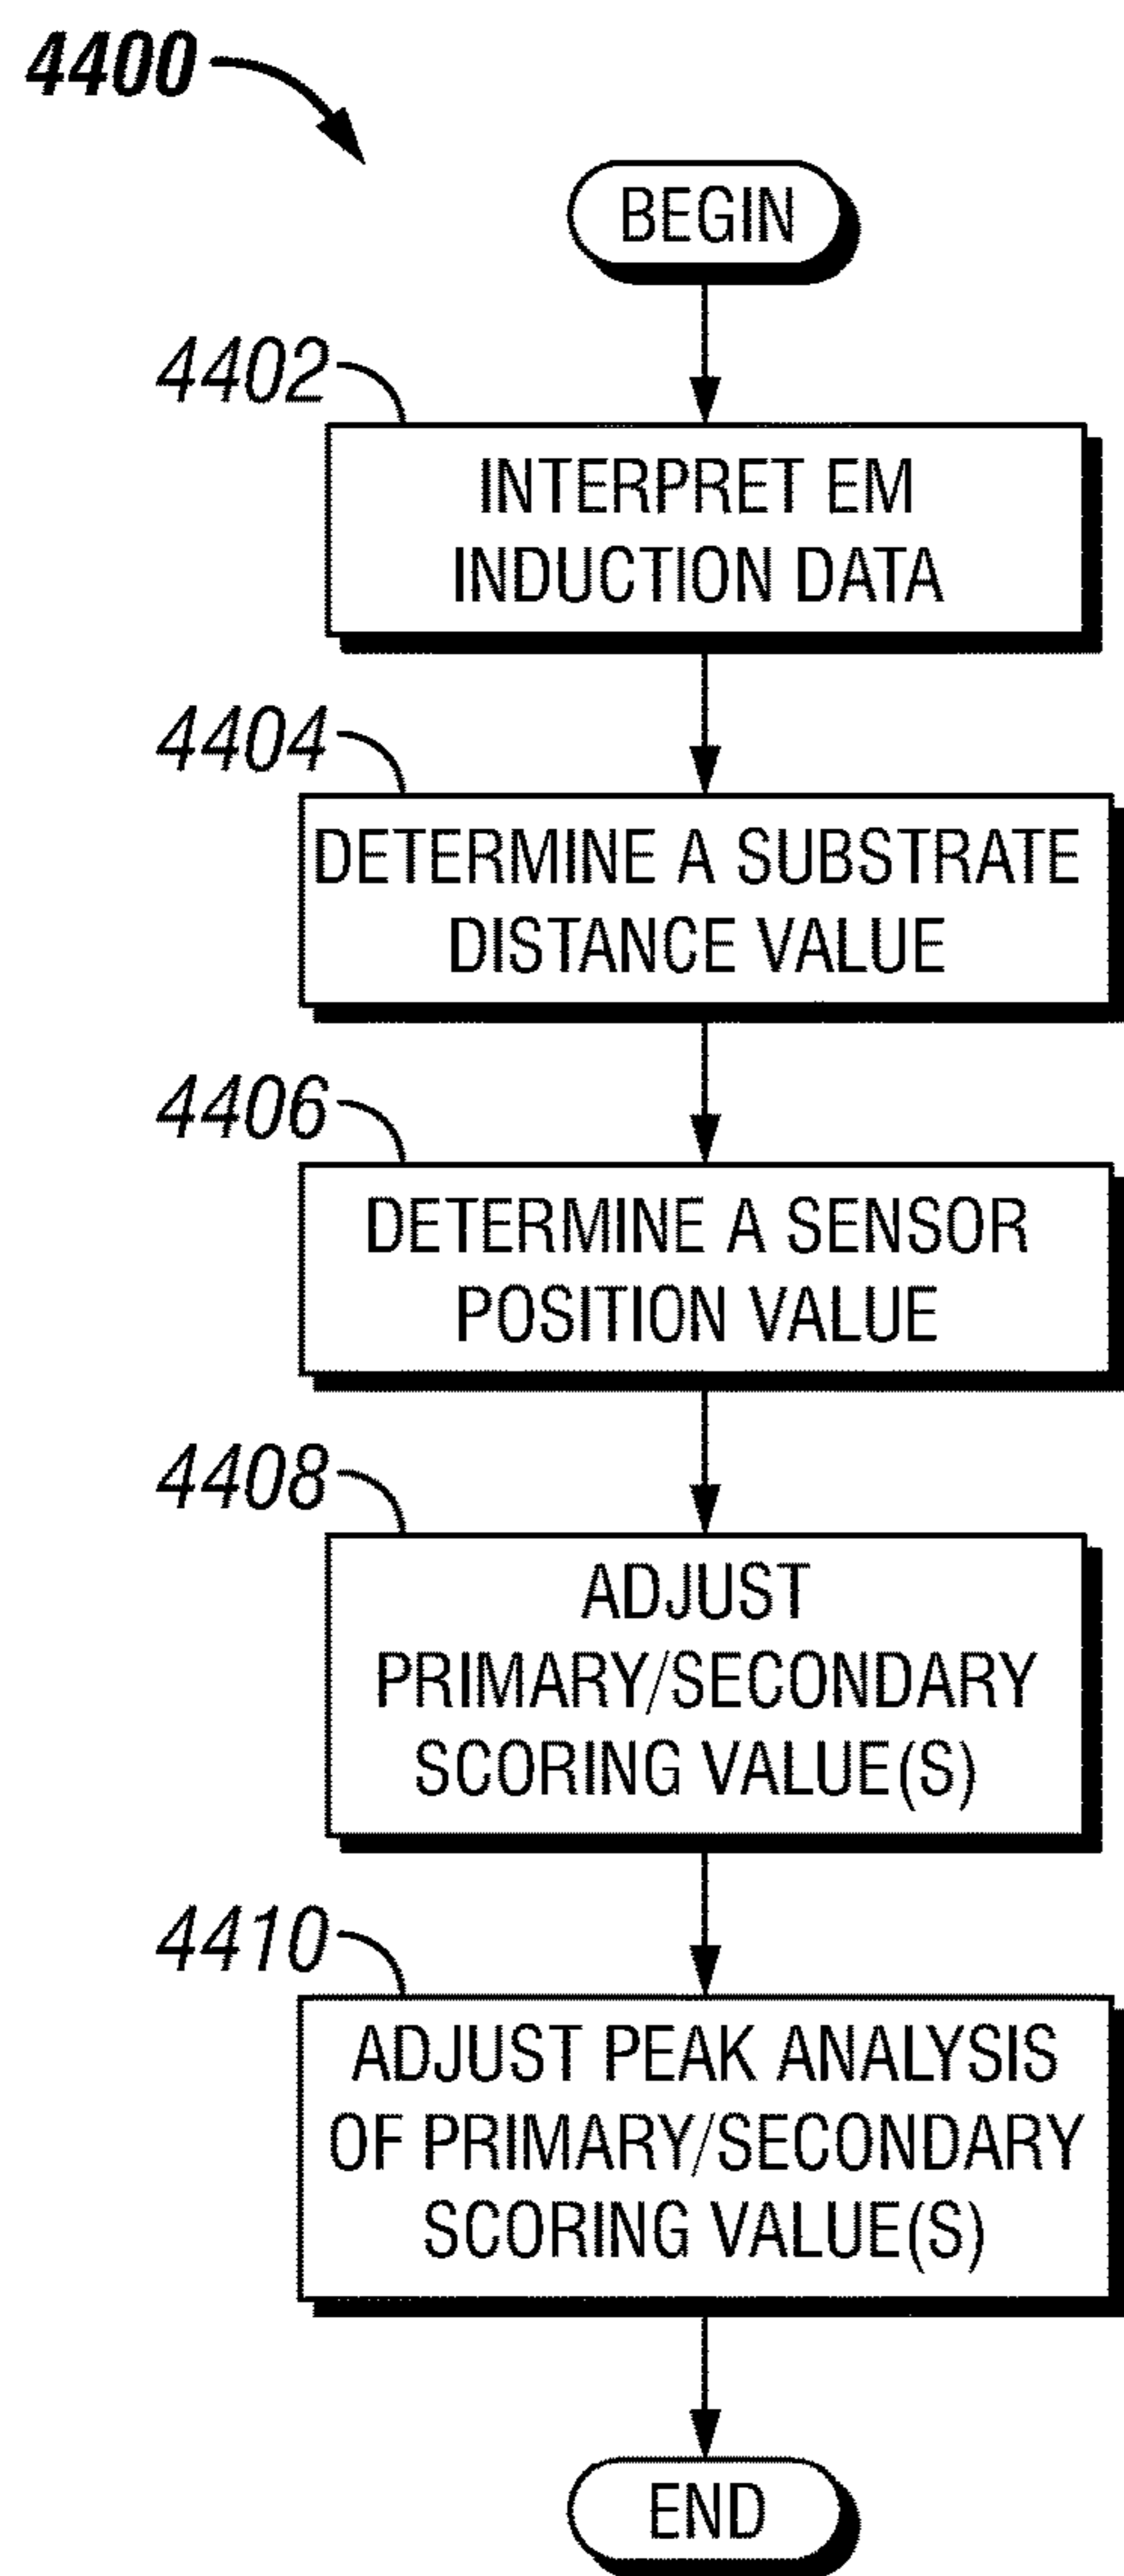 4400
BEGIN
4402
INTERPRET EM
INDUCTION DATA
4404
DETERMINE A SUBSTRATE
DISTANCE VALUE
4406
DETERMINE A SENSOR
POSITION VALUE
4408
ADJUST
PRIMARY/SECONDARY
SCORING VALUE(S)
4410
ADJUST PEAK ANALYSIS
OF PRIMARY/SECONDARY
SCORING VALUE(S)
END